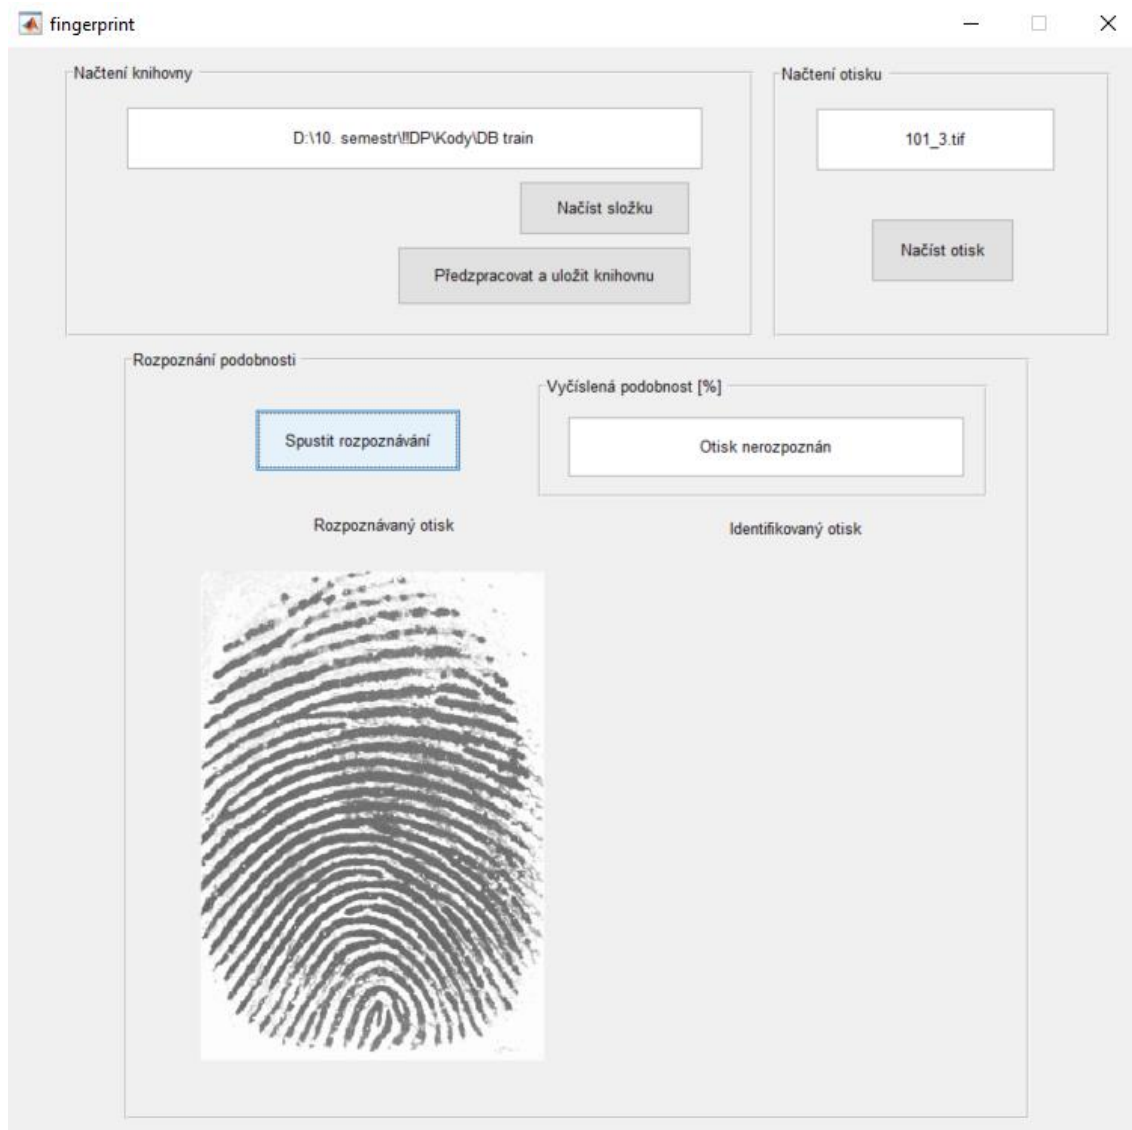 fingerprint
Načtení knihovny
D:\10. semestr\!!DP\Kody\DB train
Načíst složku
Předzpracovat a uložit knihovnu
Načtení otisku
101_3.tif
Načíst otisk
Rozpoznání podobnosti
Spustit rozpoznávání
Vyčíslená podobnost [%]
Otisk nerozpoznán
Rozpoznávaný otisk
Identifikovaný otisk